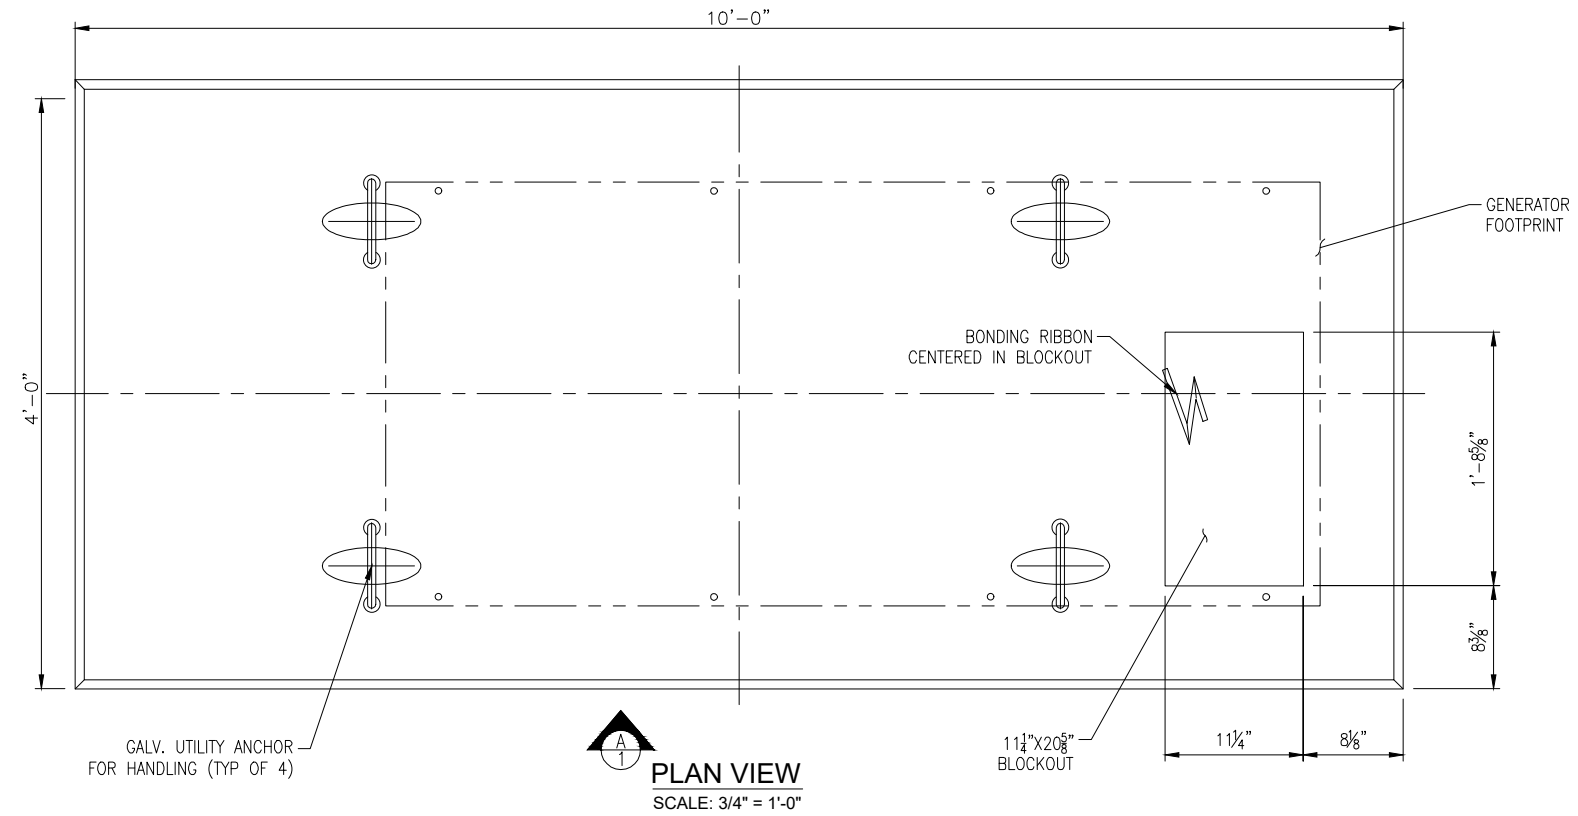 10'-0"
GENERATOR
FOOTPRINT
BONDING RIBBON
CENTERED IN BLOCKOUT
4'-0"
1'-8⅝"
8⅜"
GALV. UTILITY ANCHOR
FOR HANDLING (TYP OF 4)
A
1
PLAN VIEW
SCALE: 3/4" = 1'-0"
11¼"X20⅝"
BLOCKOUT
11¼"
8⅛"